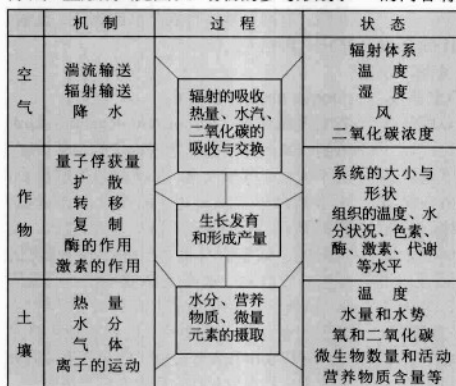 机制
过程
状态
空气
湍流输送
辐射输送
降水
辐射的吸收
热量、水汽、
二氧化碳的
吸收与交换
辐射体系
温度
湿度
风
二氧化碳浓度
作物
量子俘获量
扩散
转移
复制
酶的作用
激素的作用
生长发育
和形成产量
系统的大小与
形状
组织的温度、水
分状况、色素、
酶、激素、代谢
等水平
土壤
热量
水分
气体
离子的运动
水分、营养
物质、微量
元素的摄取
温度
水量和水势
氧和二氧化碳
微生物数量和活动
营养物质含量等